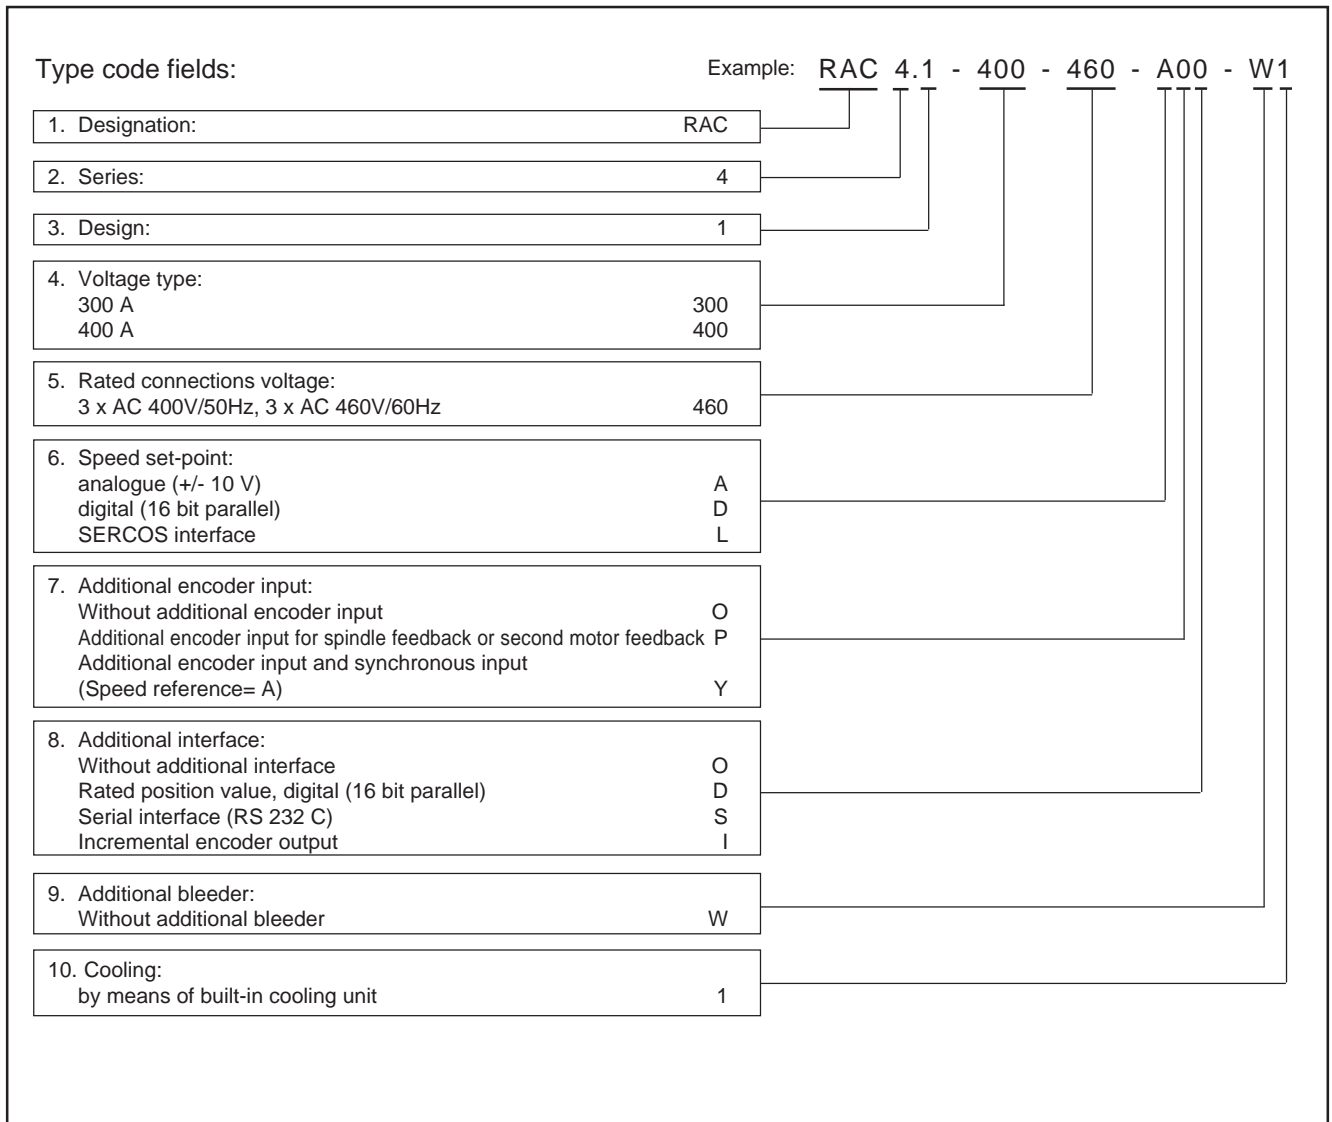 Type code fields:
Example: RAC 4.1 - 400 - 460 - A00 - W1
1. Designation: RAC
2. Series: 4
3. Design: 1
4. Voltage type:
300 A 300
400 A 400
5. Rated connections voltage:
3 x AC 400V/50Hz, 3 x AC 460V/60Hz 460
6. Speed set-point:
analogue (+/- 10 V) A
digital (16 bit parallel) D
SERCOS interface L
7. Additional encoder input:
Without additional encoder input O
Additional encoder input for spindle feedback or second motor feedback P
Additional encoder input and synchronous input
(Speed reference= A) Y
8. Additional interface:
Without additional interface O
Rated position value, digital (16 bit parallel) D
Serial interface (RS 232 C) S
Incremental encoder output I
9. Additional bleeder:
Without additional bleeder W
10. Cooling:
by means of built-in cooling unit 1